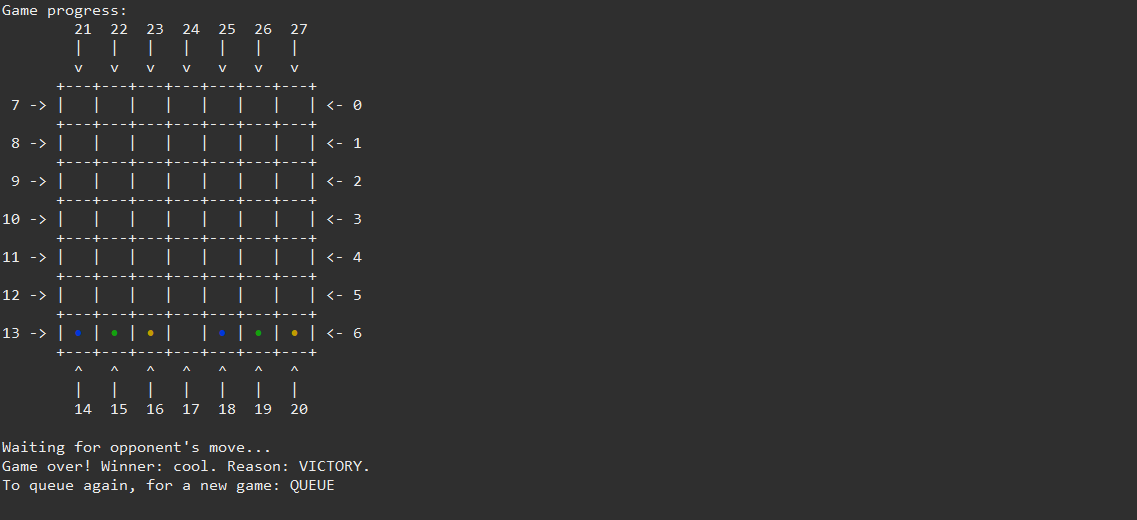 Game progress:
        21  22  23  24  25  26  27
        |   |   |   |   |   |   |
        v   v   v   v   v   v   v
      +---+---+---+---+---+---+---+
 7 -> |   |   |   |   |   |   |   | <- 0
      +---+---+---+---+---+---+---+
 8 -> |   |   |   |   |   |   |   | <- 1
      +---+---+---+---+---+---+---+
 9 -> |   |   |   |   |   |   |   | <- 2
      +---+---+---+---+---+---+---+
10 -> |   |   |   |   |   |   |   | <- 3
      +---+---+---+---+---+---+---+
11 -> |   |   |   |   |   |   |   | <- 4
      +---+---+---+---+---+---+---+
12 -> |   |   |   |   |   |   |   | <- 5
      +---+---+---+---+---+---+---+
13 -> | • | • | • |   | • | • | • | <- 6
      +---+---+---+---+---+---+---+
        ^   ^   ^   ^   ^   ^   ^
        |   |   |   |   |   |   |
        14  15  16  17  18  19  20

Waiting for opponent's move...
Game over! Winner: cool. Reason: VICTORY.
To queue again, for a new game: QUEUE